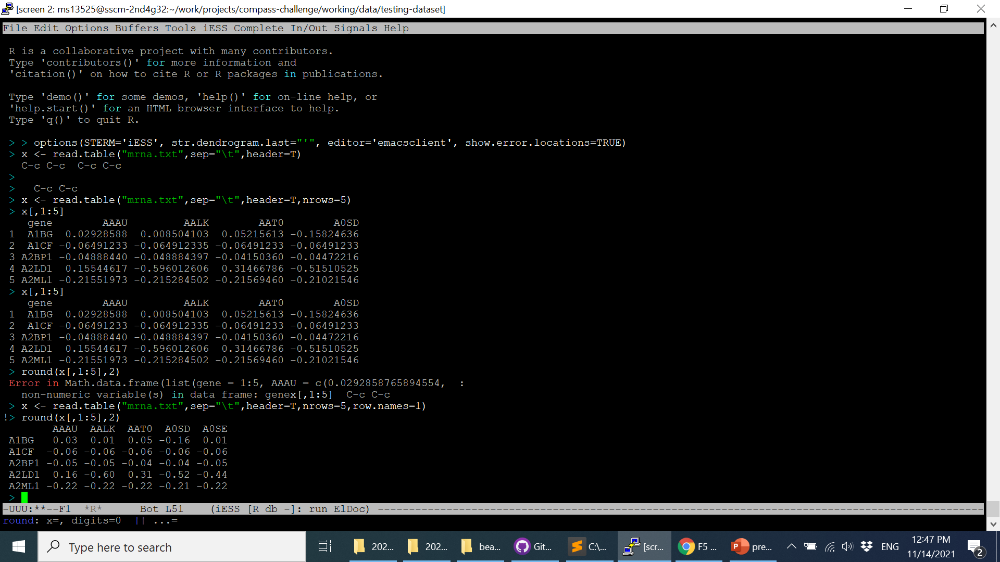 [screen 2: ms13525@sscm-2nd4g32:~/work/projects/compass-challenge/working/data/testing-dataset]
File Edit Options Buffers Tools iESS Complete In/Out Signals Help
R is a collaborative project with many contributors.
Type 'contributors()' for more information and
'citation()' on how to cite R or R packages in publications.
Type 'demo()' for some demos, 'help()' for on-line help, or
'help.start()' for an HTML browser interface to help.
Type 'q()' to quit R.
> > options(STERM='iESS', str.dendrogram.last="'", editor='emacsclient', show.error.locations=TRUE)
> x <- read.table("mrna.txt",sep="\t",header=T)
C-c C-c  C-c C-c
>
>   C-c C-c
> x <- read.table("mrna.txt",sep="\t",header=T,nrows=5)
> x[,1:5]
gene        AAAU         AALK        AAT0        A0SD
1  A1BG  0.02928588  0.008504103  0.05215613 -0.15824636
2  A1CF -0.06491233 -0.064912335 -0.06491233 -0.06491233
3 A2BP1 -0.04888440 -0.048884397 -0.04150360 -0.04472216
4 A2LD1  0.15544617 -0.596012606  0.31466786 -0.51510525
5 A2ML1 -0.21551973 -0.215284502 -0.21569460 -0.21021546
> x[,1:5]
gene        AAAU         AALK        AAT0        A0SD
1  A1BG  0.02928588  0.008504103  0.05215613 -0.15824636
2  A1CF -0.06491233 -0.064912335 -0.06491233 -0.06491233
3 A2BP1 -0.04888440 -0.048884397 -0.04150360 -0.04472216
4 A2LD1  0.15544617 -0.596012606  0.31466786 -0.51510525
5 A2ML1 -0.21551973 -0.215284502 -0.21569460 -0.21021546
> round(x[,1:5],2)
Error in Math.data.frame(list(gene = 1:5, AAAU = c(0.0292858765894554,  :
non-numeric variable(s) in data frame: genex[,1:5]  C-c C-c
> x <- read.table("mrna.txt",sep="\t",header=T,nrows=5,row.names=1)
!> round(x[,1:5],2)
AAAU  AALK  AAT0  A0SD  A0SE
A1BG   0.03  0.01  0.05 -0.16  0.01
A1CF  -0.06 -0.06 -0.06 -0.06 -0.06
A2BP1 -0.05 -0.05 -0.04 -0.04 -0.05
A2LD1  0.16 -0.60  0.31 -0.52 -0.44
A2ML1 -0.22 -0.22 -0.22 -0.21 -0.22
>
-UUU:**--F1  *R*      Bot L51    (iESS [R db -]: run ElDoc) -------------------------------------------------------------------------------------------------
round: x=, digits=0  || ...=
Type here to search
202...
202...
bea...
Git...
C:\...
[scr...
F5 ...
pre...
ENG
12:47 PM
11/14/2021
2